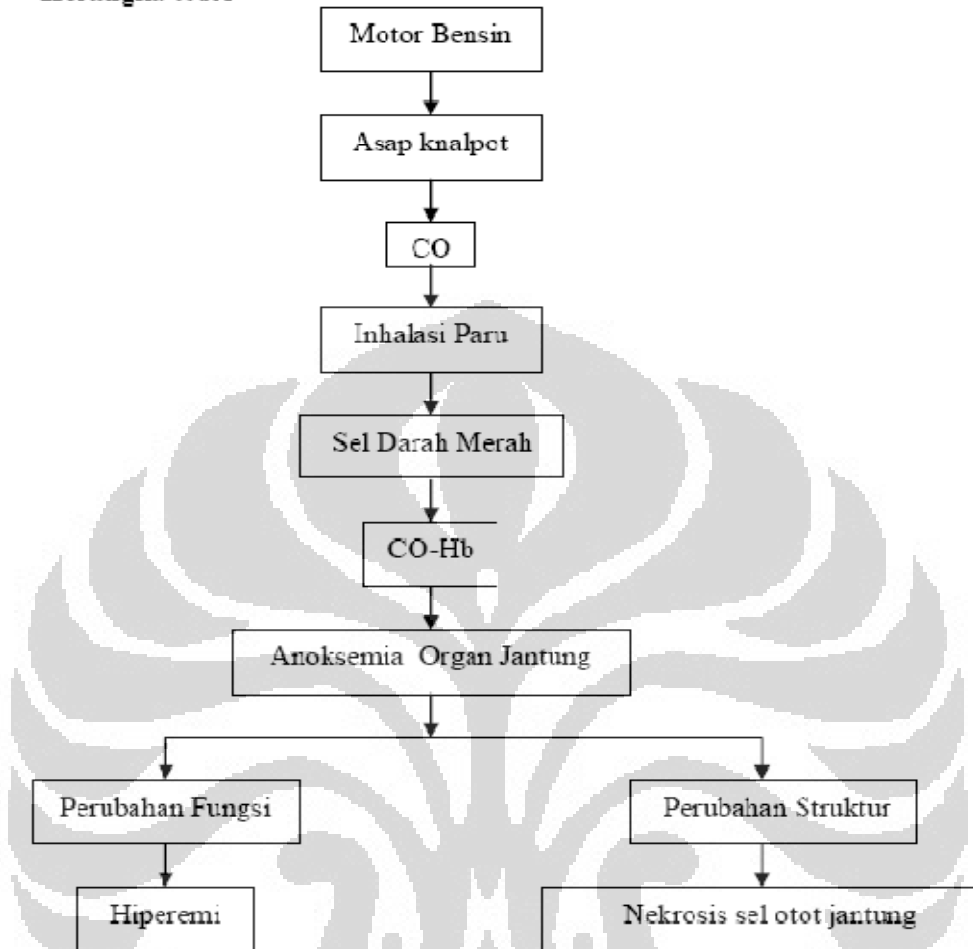 Motor Bensin
Asap knalpot
CO
Inhalasi Paru
Sel Darah Merah
CO-Hb
Anoksemia Organ Jantung
Perubahan Fungsi
Perubahan Struktur
Hiperemi
Nekrosis sel otot jantung